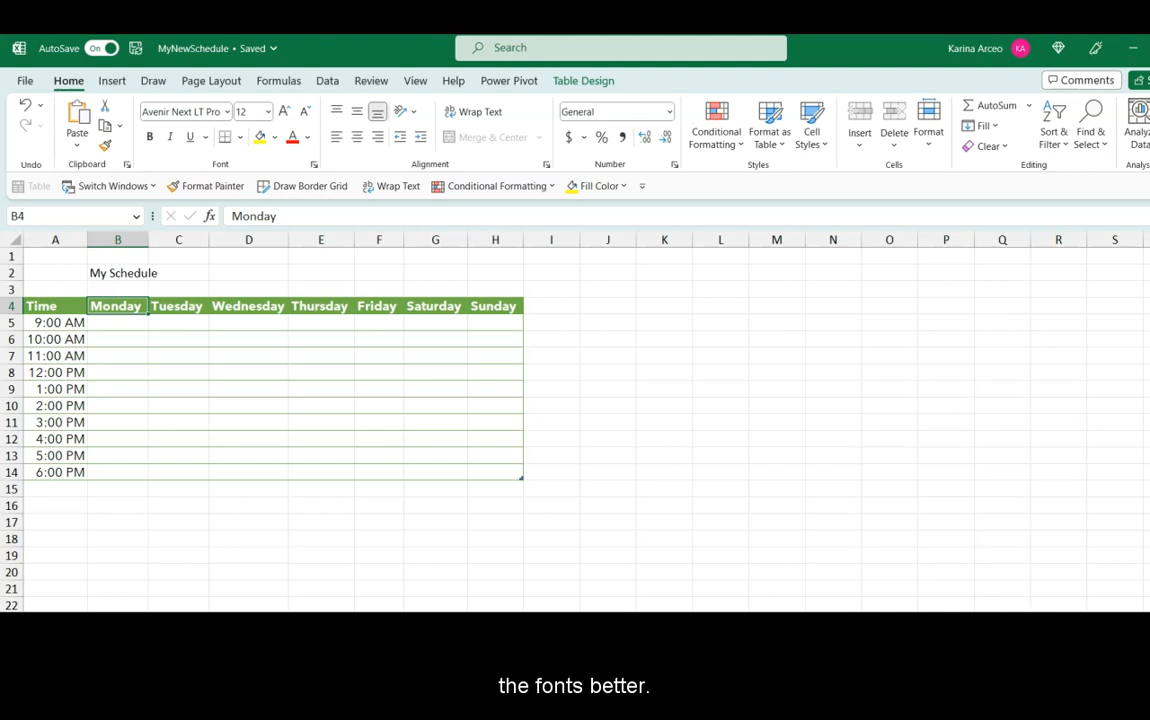 AutoSave On MyNewSchedule • Saved Search Karina Arceo KA
File Home Insert Draw Page Layout Formulas Data Review View Help Power Pivot Table Design Comments
Avenir Next LT Pro 12 Wrap Text General AutoSum
Paste B I U Merge & Center $ % Conditional Formatting Format as Table Cell Styles Insert Delete Format Fill Sort & Filter Find & Select Analyze Data
Clear
Undo Clipboard Font Alignment Number Styles Cells Editing Analys
Table Switch Windows Format Painter Draw Border Grid Wrap Text Conditional Formatting Fill Color
B4 fx Monday
A B C D E F G H I J K L M N O P Q R S
1
2 My Schedule
3
4 Time Monday Tuesday Wednesday Thursday Friday Saturday Sunday
5 9:00 AM
6 10:00 AM
7 11:00 AM
8 12:00 PM
9 1:00 PM
10 2:00 PM
11 3:00 PM
12 4:00 PM
13 5:00 PM
14 6:00 PM
15
16
17
18
19
20
21
22
the fonts better.